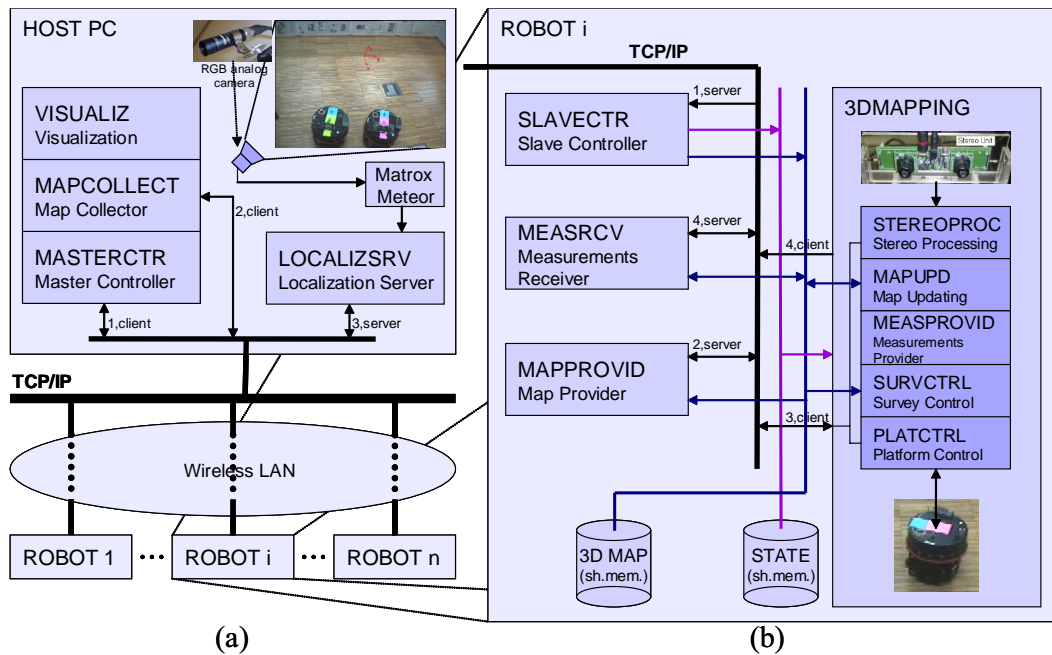 HOST PC
RGB analog
camera
VISUALIZ
Visualization
MAPCOLLECT
Map Collector
MASTERCTR
Master Controller
2,client
Matrox
Meteor
LOCALIZSRV
Localization Server
1,client
3,server
TCP/IP
Wireless LAN
ROBOT 1
ROBOT i
ROBOT n
(a)
ROBOT i
TCP/IP
1,server
SLAVECTR
Slave Controller
4,server
MEASRCV
Measurements
Receiver
4,client
2,server
MAPPROVID
Map Provider
3,client
3D MAP
(sh.mem.)
STATE
(sh.mem.)
3DMAPPING
Stereo Unit
STEREOPROC
Stereo Processing
MAPUPD
Map Updating
MEASPROVID
Measurements
Provider
SURVCTRL
Survey Control
PLATCTRL
Platform Control
(b)